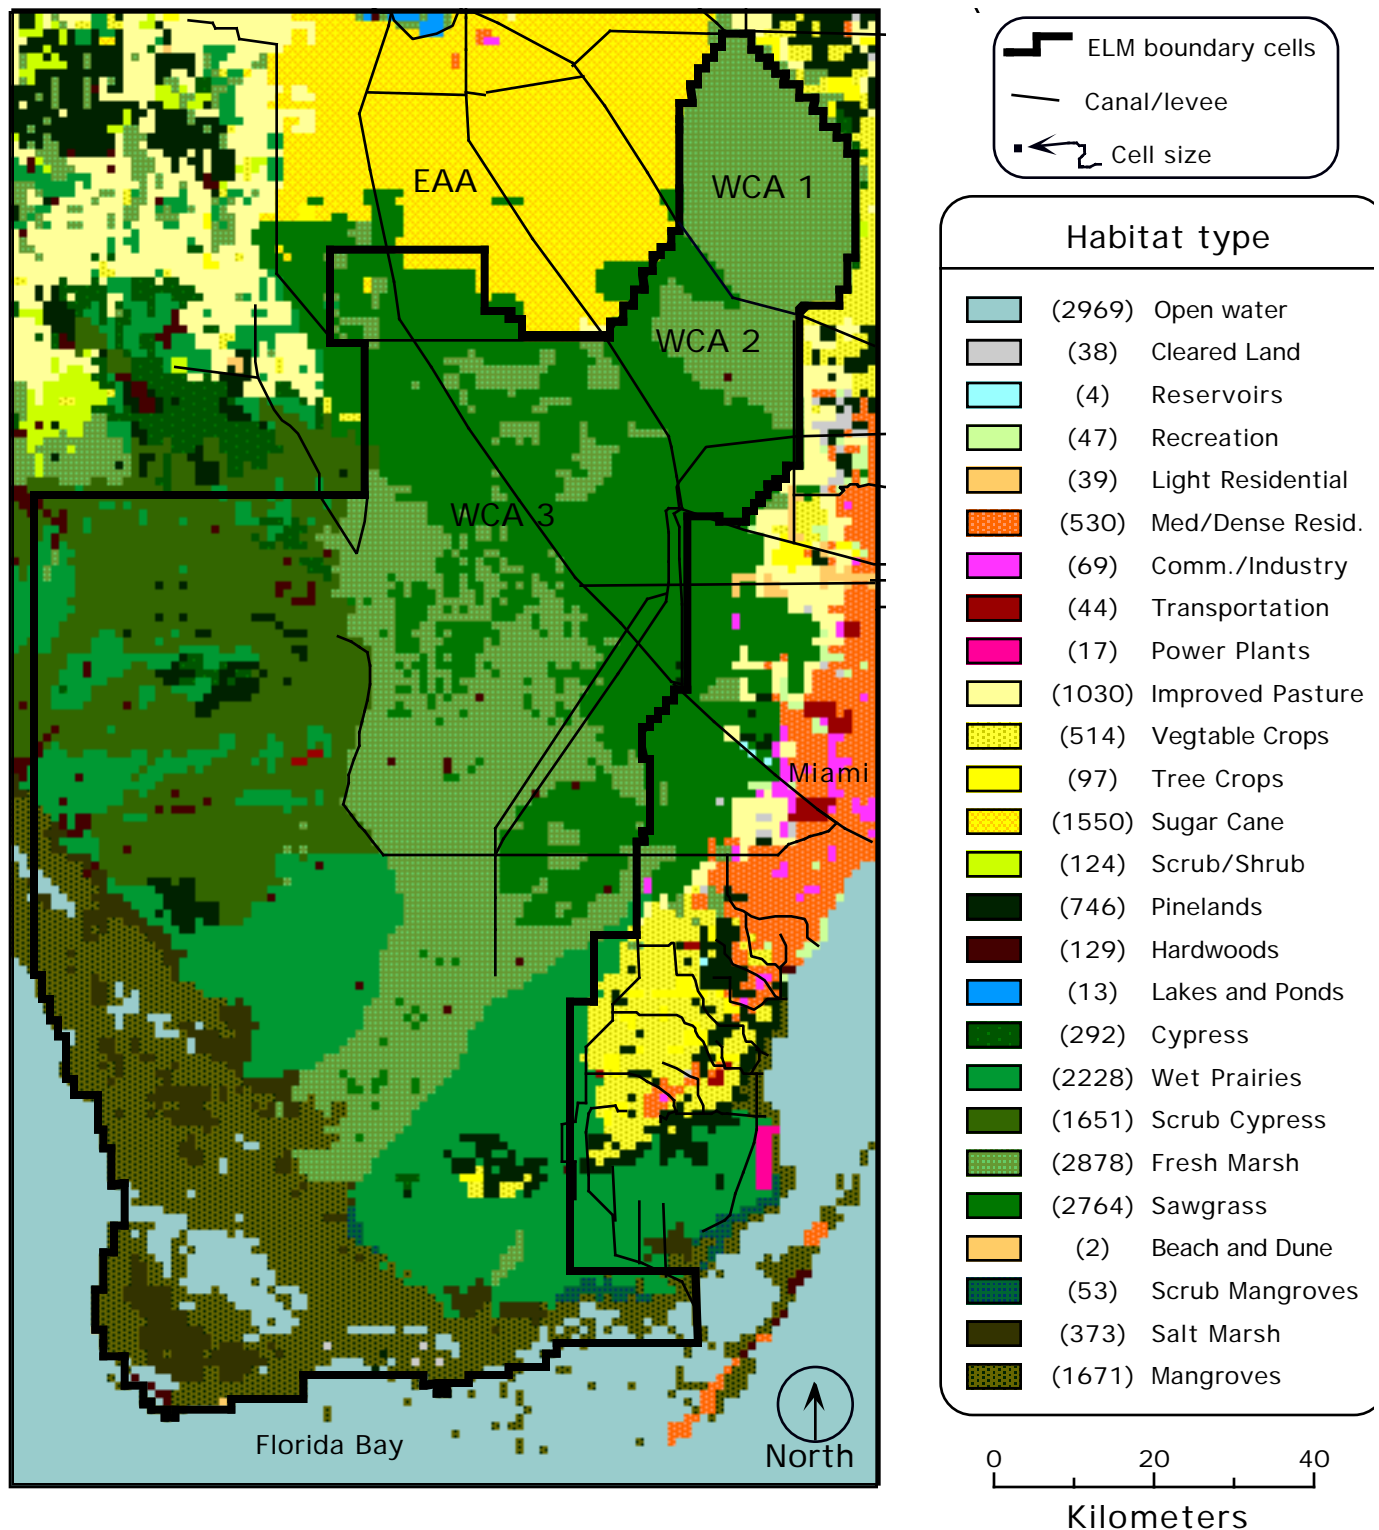 EAA
WCA 1
WCA 2
WCA 3
Miami
Florida Bay
North
ELM boundary cells
Canal/levee
Cell size
Habitat type
(2969) Open water
(38) Cleared Land
(4) Reservoirs
(47) Recreation
(39) Light Residential
(530) Med/Dense Resid.
(69) Comm./Industry
(44) Transportation
(17) Power Plants
(1030) Improved Pasture
(514) Vegtable Crops
(97) Tree Crops
(1550) Sugar Cane
(124) Scrub/Shrub
(746) Pinelands
(129) Hardwoods
(13) Lakes and Ponds
(292) Cypress
(2228) Wet Prairies
(1651) Scrub Cypress
(2878) Fresh Marsh
(2764) Sawgrass
(2) Beach and Dune
(53) Scrub Mangroves
(373) Salt Marsh
(1671) Mangroves
0 20 40
Kilometers